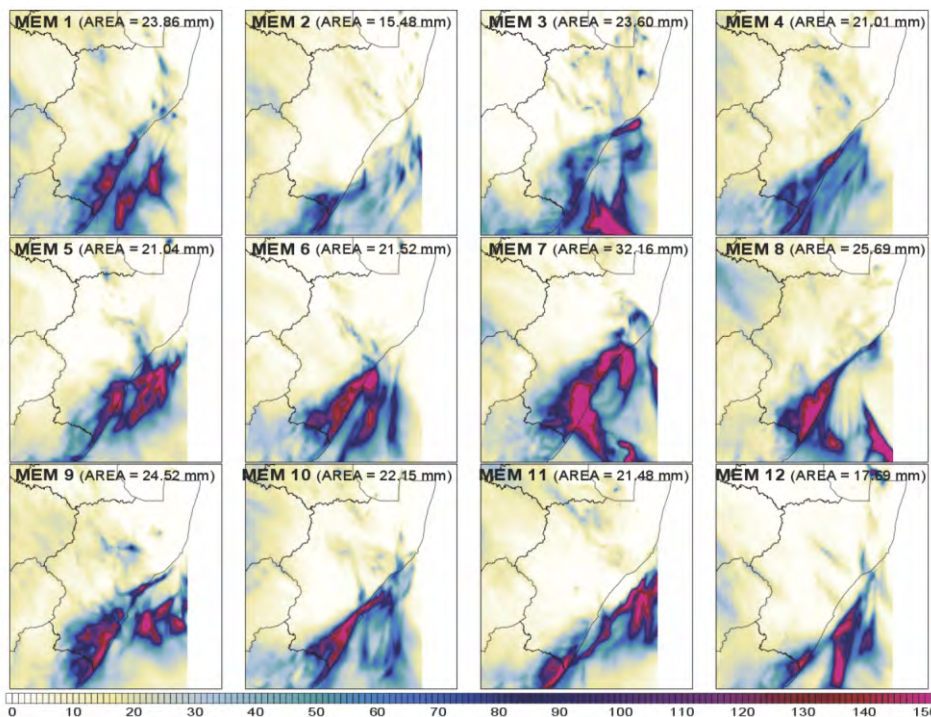 MEM 1 (AREA = 23.86 mm)
MEM 2 (AREA = 15.48 mm)
MEM 3 (AREA = 23.60 mm)
MEM 4 (AREA = 21.01 mm)
MEM 5 (AREA = 21.04 mm)
MEM 6 (AREA = 21.52 mm)
MEM 7 (AREA = 32.16 mm)
MEM 8 (AREA = 25.69 mm)
MEM 9 (AREA = 24.52 mm)
MEM 10 (AREA = 22.15 mm)
MEM 11 (AREA = 21.48 mm)
MEM 12 (AREA = 17.69 mm)
0 10 20 30 40 50 60 70 80 90 100 110 120 130 140 150